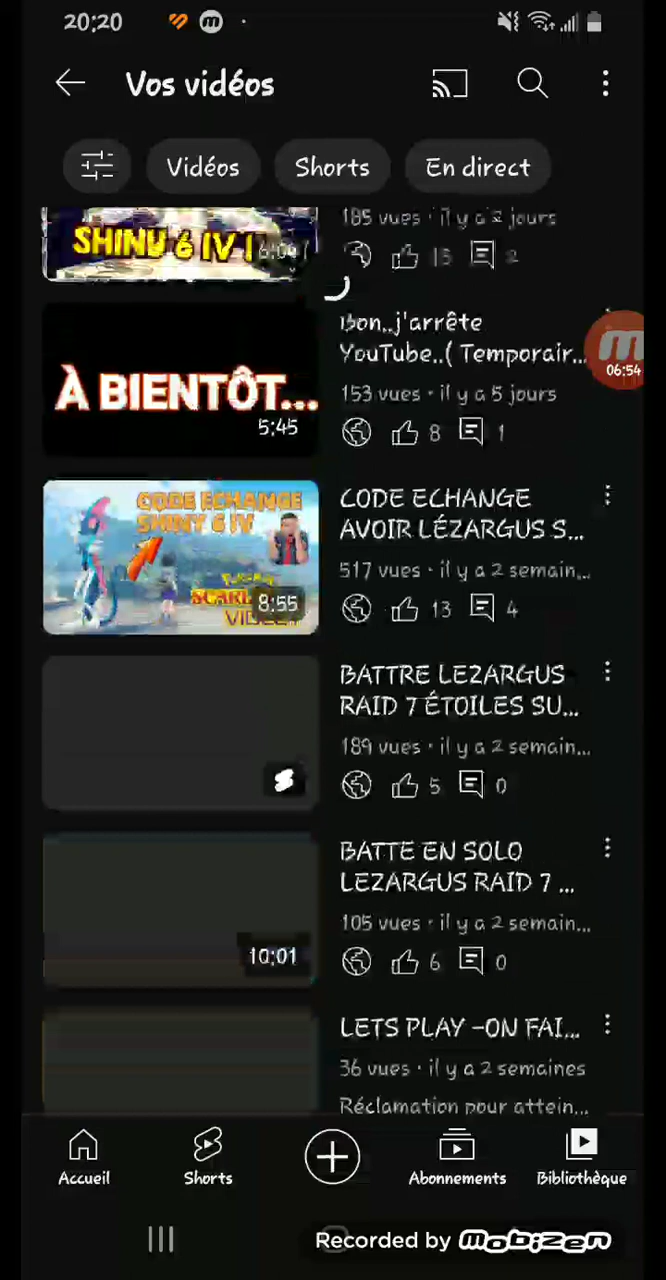 20:20
Vos vidéos
Vidéos
Shorts
En direct
SHINY 6 IV
185 vues · il y a 2 jours
15
2
Bon..j'arrête
YouTube..( Temporair...
À BIENTÔT...
5:45
153 vues · il y a 5 jours
8
1
06:54
CODE ECHANGE
SHINY 6 IV
8:55
CODE ECHANGE
AVOIR LÉZARGUS S...
517 vues · il y a 2 semain...
13
4
BATTRE LEZARGUS
RAID 7 ÉTOILES SU...
189 vues · il y a 2 semain...
5
0
BATTE EN SOLO
LEZARGUS RAID 7 ...
10:01
105 vues · il y a 2 semain...
6
0
LETS PLAY -ON FAI...
36 vues · il y a 2 semaines
Réclamation pour attein...
Accueil
Shorts
Abonnements
Bibliothèque
Recorded by mobizen